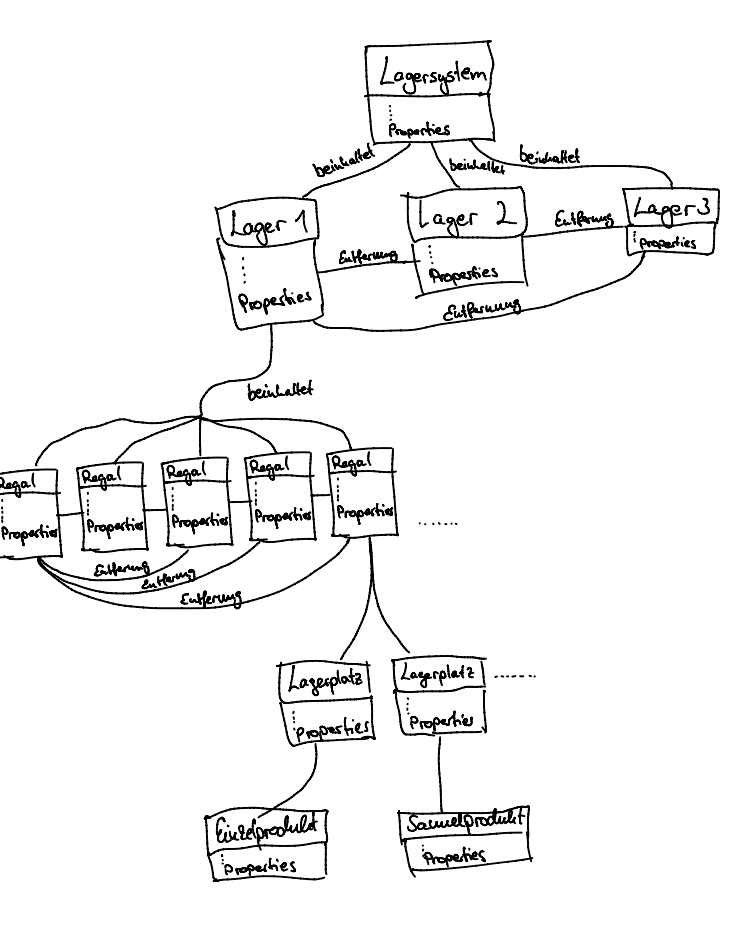 Lagersystem
Properties
beinhaltet
beinhaltet
beinhaltet
Lager 1
Lager 2
Lager 3
Entfernung
Properties
Entfernung
Properties
Properties
Entfernung
beinhaltet
Regal
Regal
Regal
Regal
Regal
Properties
Properties
Properties
Properties
Properties
Entfernung
Entfernung
Entfernung
Lagerplatz
Lagerplatz
Properties
Properties
Einzelprodukt
Sammelprodukt
Properties
Properties